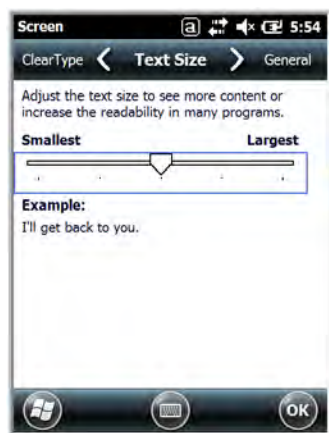 Screen a 5:54
ClearType Text Size General
Adjust the text size to see more content or
increase the readability in many programs.
Smallest Largest
Example:
I'll get back to you.
OK